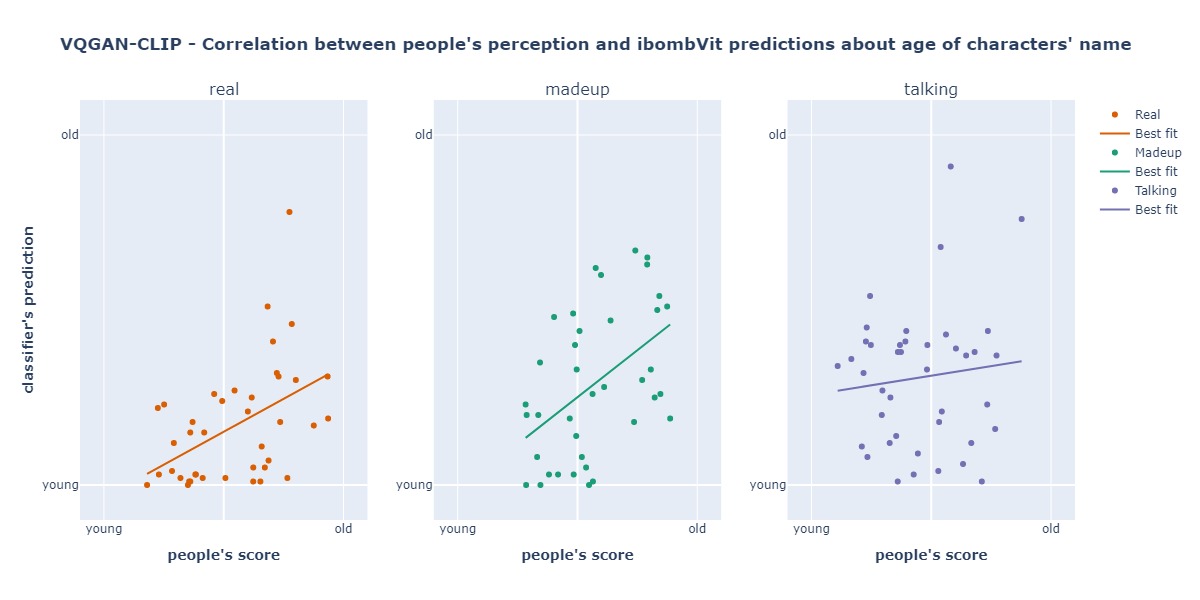 VQGAN-CLIP - Correlation between people's perception and ibombVit predictions about age of characters' name
real
madeup
talking
old
old
old
classifier's prediction
young
young
young
young
old
young
old
young
old
people's score
people's score
people's score
Real
Best fit
Madeup
Best fit
Talking
Best fit